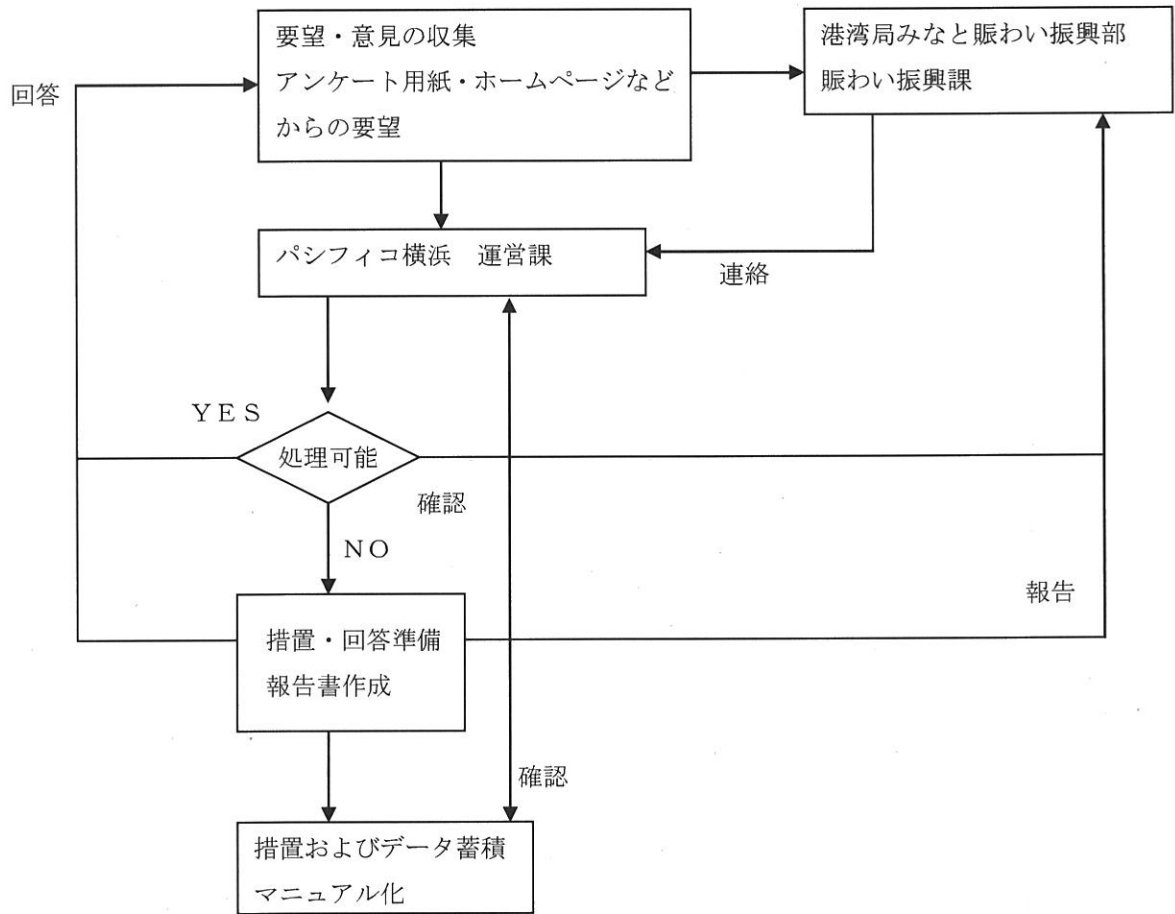 要望・意見の収集
アンケート用紙・ホームページなど
からの要望
港湾局みなと賑わい振興部
賑わい振興課
回答
パシフィコ横浜　運営課
連絡
ＹＥＳ
処理可能
確認
ＮＯ
措置・回答準備
報告書作成
報告
確認
措置およびデータ蓄積
マニュアル化